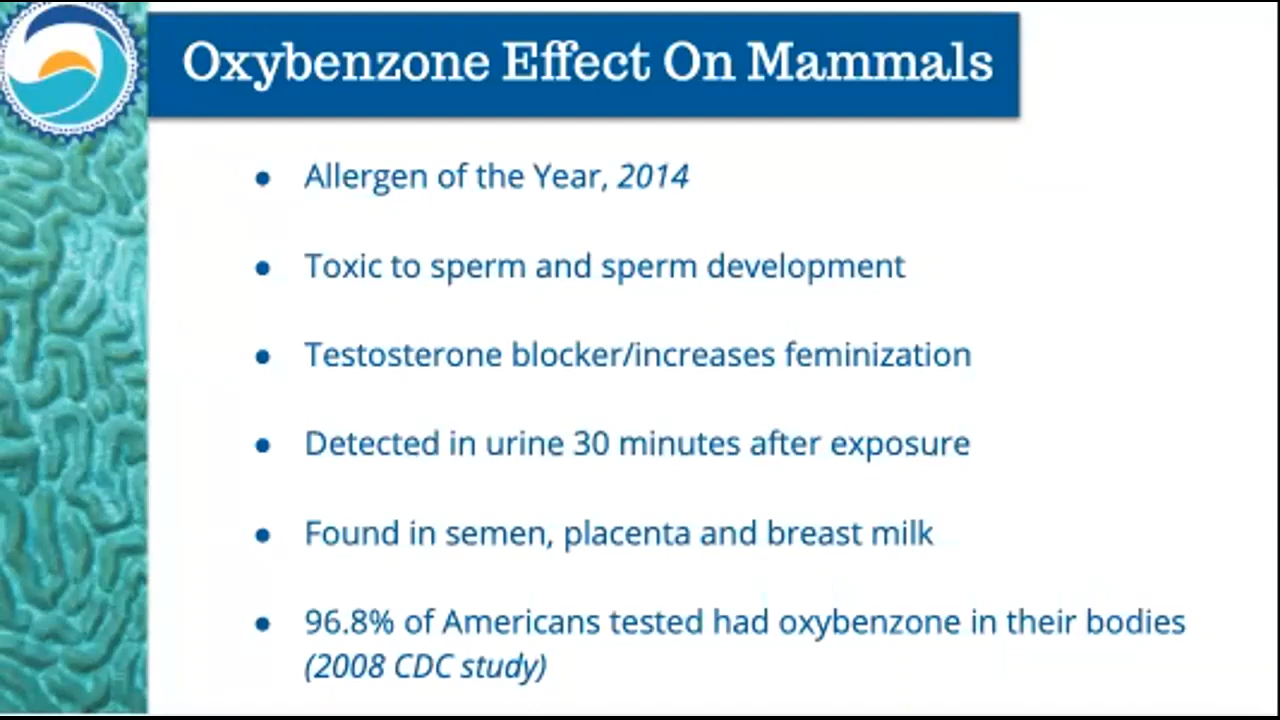 Oxybenzone Effect On Mammals
● Allergen of the Year, 2014
● Toxic to sperm and sperm development
● Testosterone blocker/increases feminization
● Detected in urine 30 minutes after exposure
● Found in semen, placenta and breast milk
● 96.8% of Americans tested had oxybenzone in their bodies
(2008 CDC study)